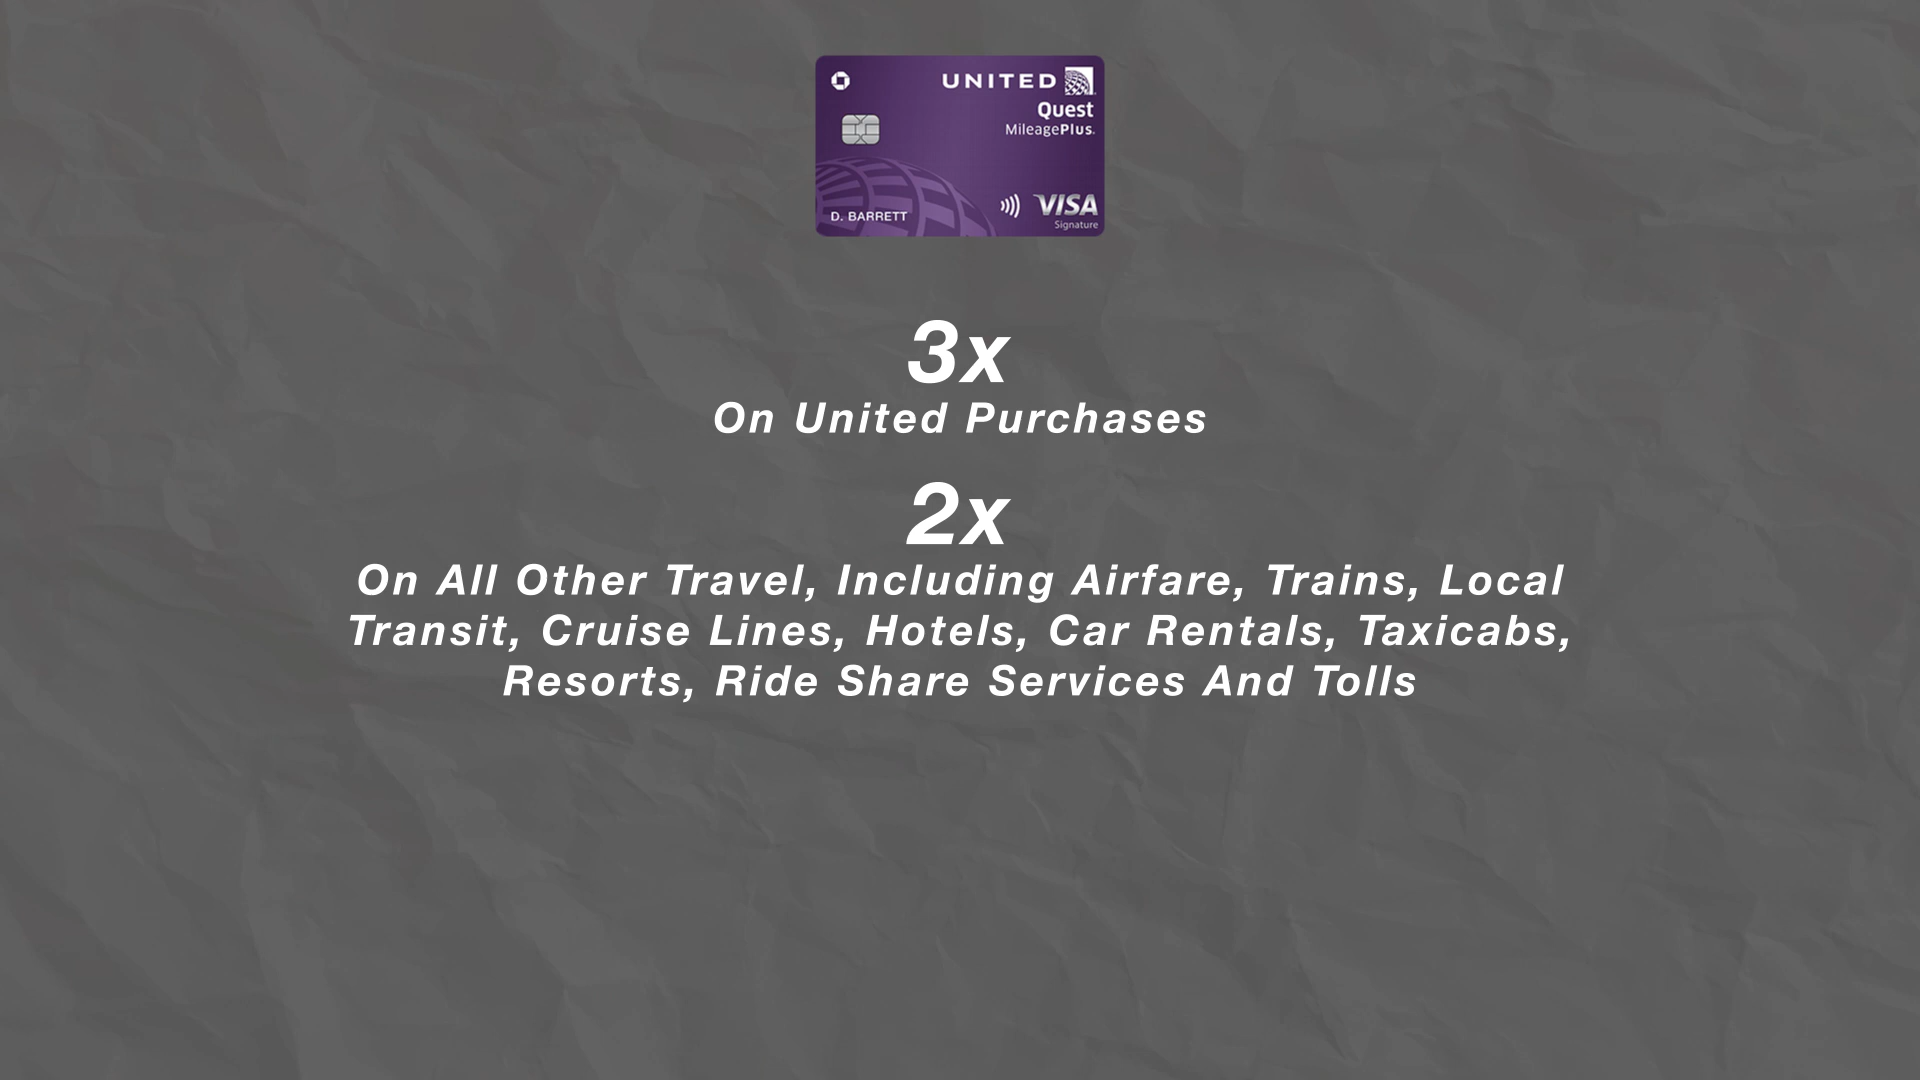 UNITED
Quest
MileagePlus.
VISA
Signature
D. BARRETT
3x
On United Purchases
2x
On All Other Travel, Including Airfare, Trains, Local
Transit, Cruise Lines, Hotels, Car Rentals, Taxicabs,
Resorts, Ride Share Services And Tolls